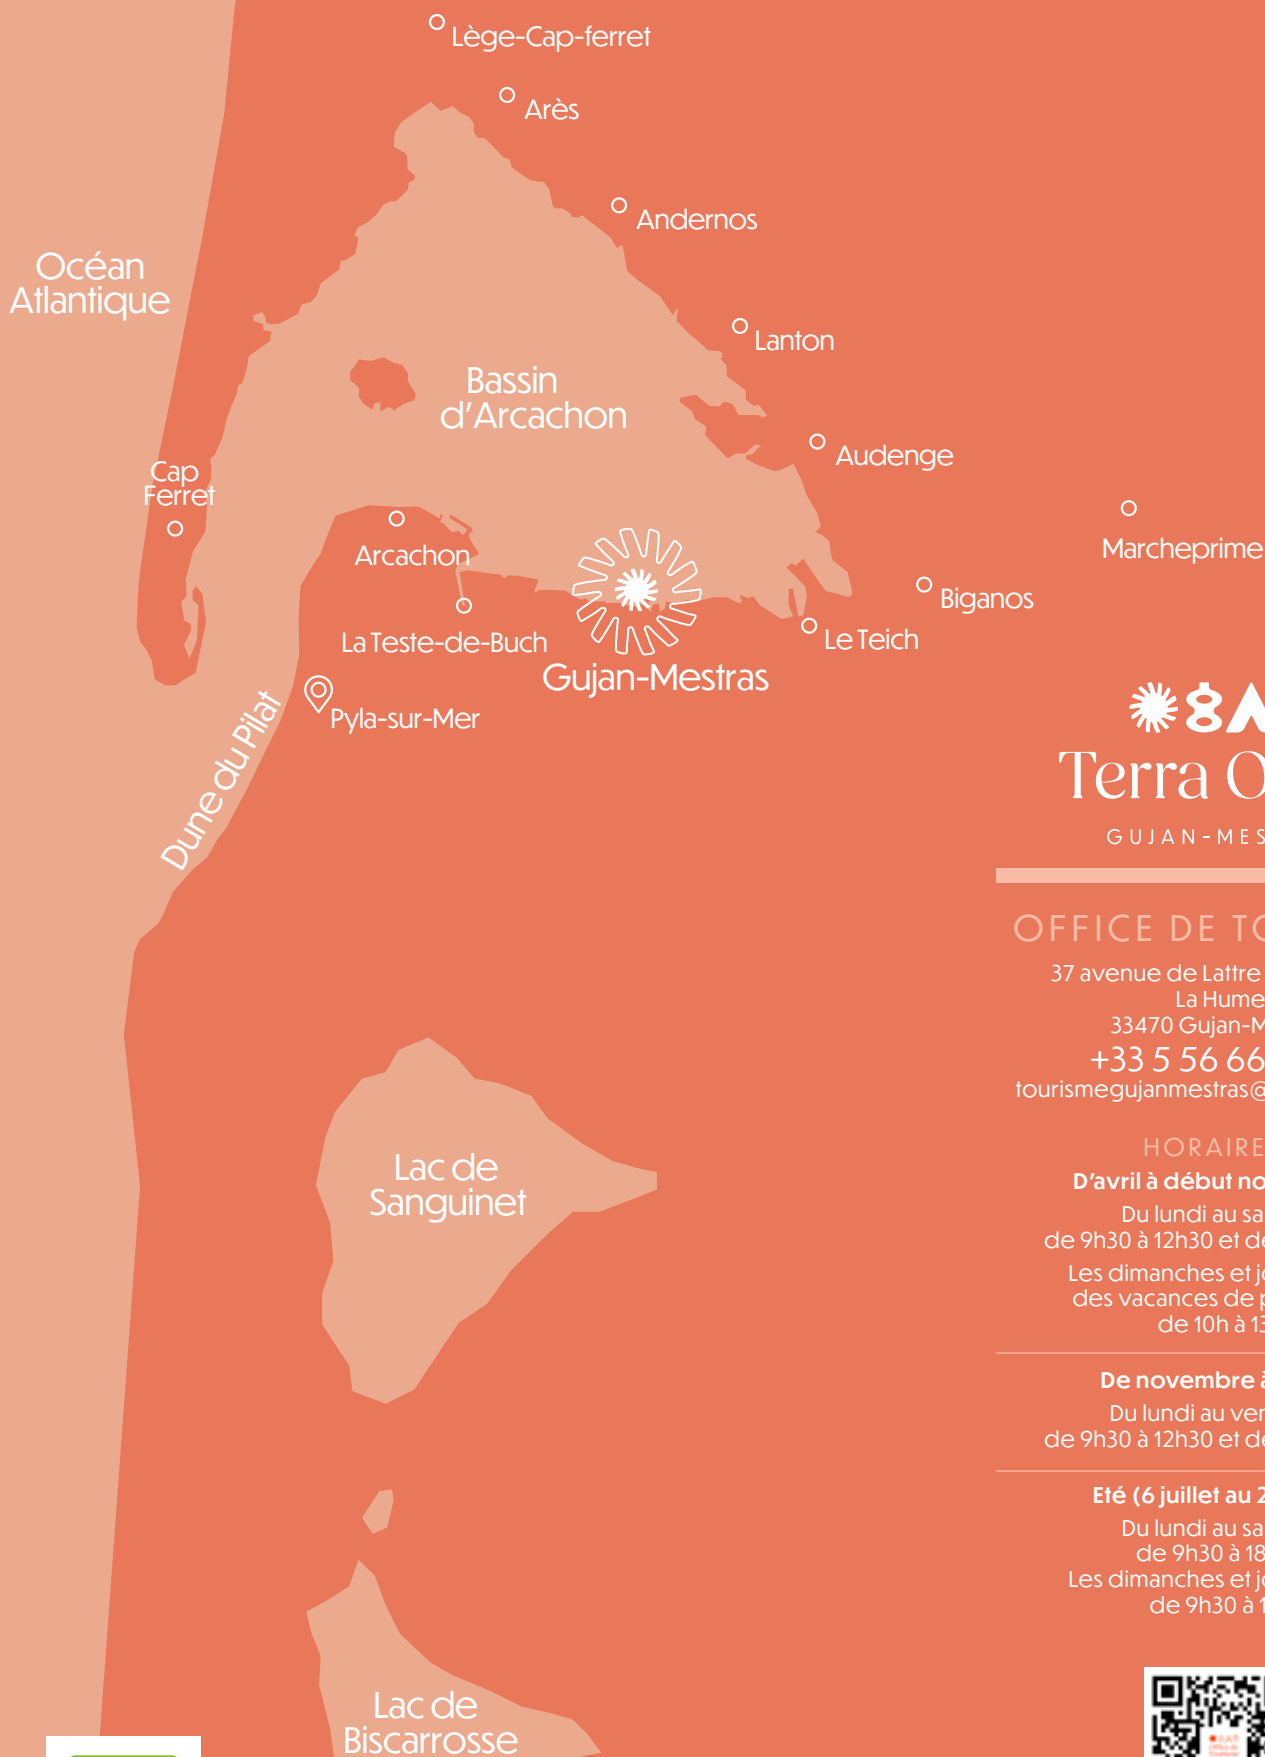 Lège-Cap-ferret
Arès
Andernos
Océan
Atlantique
Lanton
Bassin
d'Arcachon
Audenge
Cap
Ferret
Marcheprime
Arcachon
Biganos
La Teste-de-Buch
Le Teich
Gujan-Mestras
Pyla-sur-Mer
Dune du Pilat
Terra O
GUJAN-MES
OFFICE DE TO
37 avenue de Lattre
La Hume
33470 Gujan-M
+33 5 56 66
tourismegujanmestras@
HORAIRE
D'avril à début no
Du lundi au sa
de 9h30 à 12h30 et de
Les dimanches et jo
des vacances de p
de 10h à 13
De novembre à
Du lundi au ven
de 9h30 à 12h30 et de
Eté (6 juillet au 2
Du lundi au sa
de 9h30 à 18
Les dimanches et jo
de 9h30 à 1
Lac de
Sanguinet
Lac de
Biscarrosse